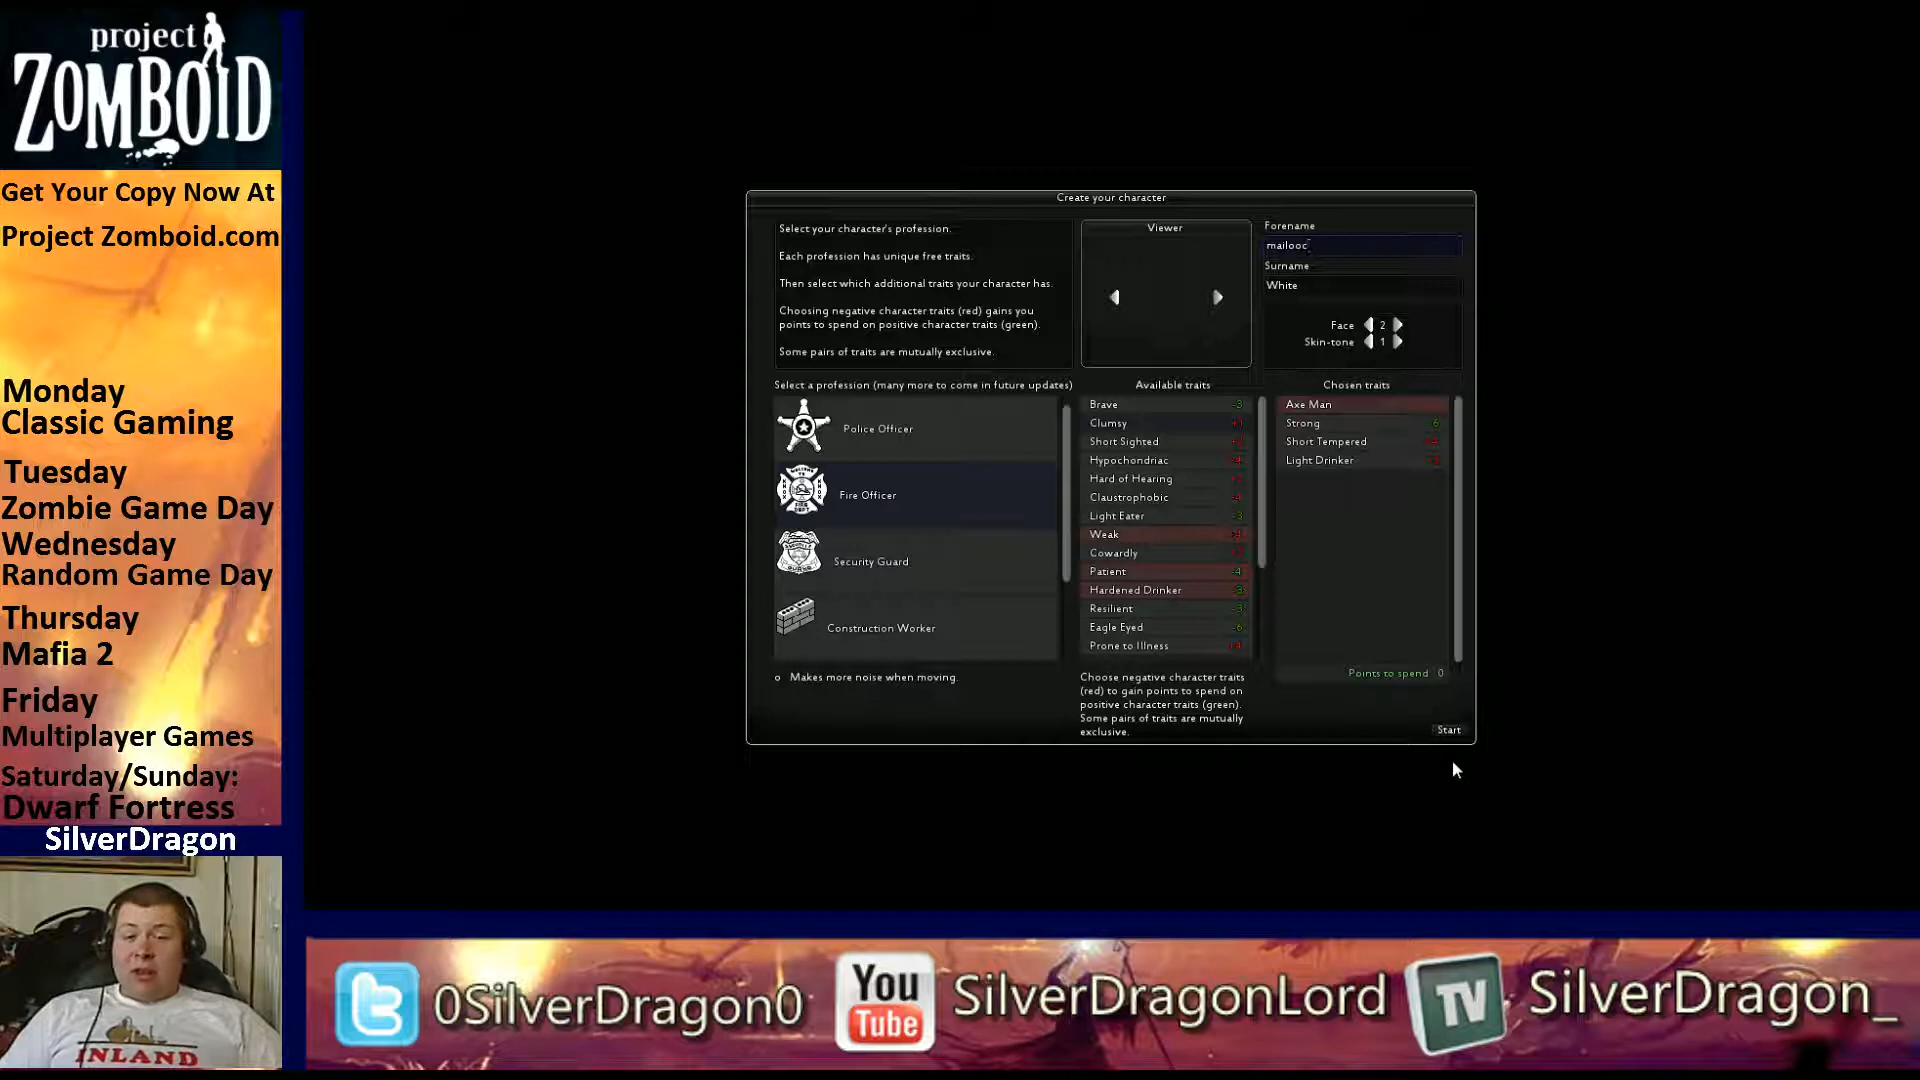 project
ZOMBOID
Get Your Copy Now At
Project Zomboid.com
Monday
Classic Gaming
Tuesday
Zombie Game Day
Wednesday
Random Game Day
Thursday
Mafia 2
Friday
Multiplayer Games
Saturday/Sunday:
Dwarf Fortress
SilverDragon
INLAND
Create your character
Select your character's profession.
Each profession has unique free traits.
Then select which additional traits your character has.
Choosing negative character traits (red) gains you
points to spend on positive character traits (green).
Some pairs of traits are mutually exclusive.
Viewer
Forename
mailooc
Surname
White
Face 2
Skin-tone 1
Select a profession (many more to come in future updates)
Police Officer
Fire Officer
Security Guard
Construction Worker
o Makes more noise when moving.
Available traits
Brave -3
Clumsy
Short Sighted
Hypochondriac
Hard of Hearing
Claustrophobic
Light Eater -3
Weak
Cowardly
Patient -4
Hardened Drinker -3
Resilient -3
Eagle Eyed -6
Prone to Illness +4
Choose negative character traits
(red) to gain points to spend on
positive character traits (green).
Some pairs of traits are mutually
exclusive.
Chosen traits
Axe Man
Strong
Short Tempered
Light Drinker
Points to spend 0
Start
0SilverDragon0
You
Tube
SilverDragonLord
TV
SilverDragon_